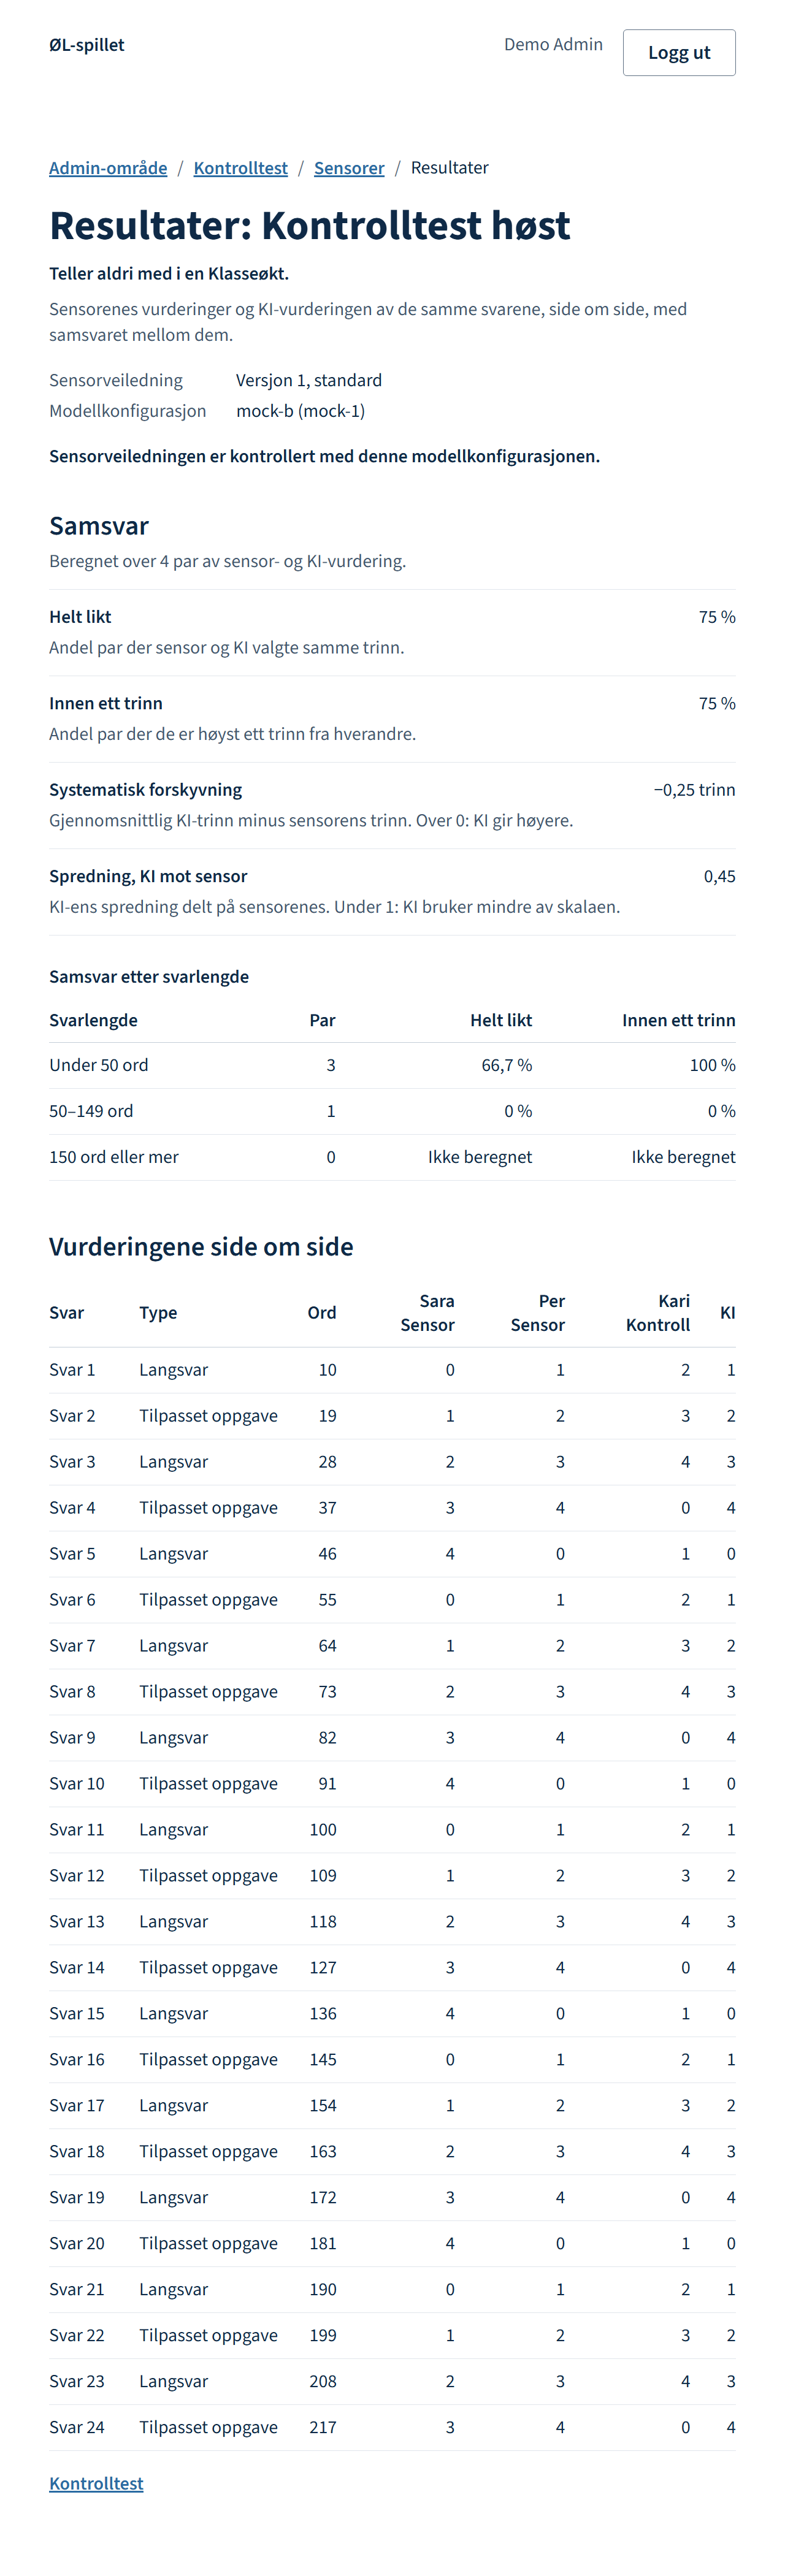 ØL-spillet
Demo Admin
Logg ut
Admin-område / Kontrolltest / Sensorer / Resultater
Resultater: Kontrolltest høst
Teller aldri med i en Klasseøkt.
Sensorenes vurderinger og KI-vurderingen av de samme svarene, side om side, med
samsvaret mellom dem.
Sensorveiledning Versjon 1, standard
Modellkonfigurasjon mock-b (mock-1)
Sensorveiledningen er kontrollert med denne modellkonfigurasjonen.
Samsvar
Beregnet over 4 par av sensor- og KI-vurdering.
Helt likt 75 %
Andel par der sensor og KI valgte samme trinn.
Innen ett trinn 75 %
Andel par der de er høyst ett trinn fra hverandre.
Systematisk forskyvning −0,25 trinn
Gjennomsnittlig KI-trinn minus sensorens trinn. Over 0: KI gir høyere.
Spredning, KI mot sensor 0,45
KI-ens spredning delt på sensorenes. Under 1: KI bruker mindre av skalaen.
Samsvar etter svarlengde
Svarlengde Par Helt likt Innen ett trinn
Under 50 ord 3 66,7 % 100 %
50–149 ord 1 0 % 0 %
150 ord eller mer 0 Ikke beregnet Ikke beregnet
Vurderingene side om side
Svar Type Ord Sara Sensor Per Sensor Kari Kontroll KI
Svar 1 Langsvar 10 0 1 2 1
Svar 2 Tilpasset oppgave 19 1 2 3 2
Svar 3 Langsvar 28 2 3 4 3
Svar 4 Tilpasset oppgave 37 3 4 0 4
Svar 5 Langsvar 46 4 0 1 0
Svar 6 Tilpasset oppgave 55 0 1 2 1
Svar 7 Langsvar 64 1 2 3 2
Svar 8 Tilpasset oppgave 73 2 3 4 3
Svar 9 Langsvar 82 3 4 0 4
Svar 10 Tilpasset oppgave 91 4 0 1 0
Svar 11 Langsvar 100 0 1 2 1
Svar 12 Tilpasset oppgave 109 1 2 3 2
Svar 13 Langsvar 118 2 3 4 3
Svar 14 Tilpasset oppgave 127 3 4 0 4
Svar 15 Langsvar 136 4 0 1 0
Svar 16 Tilpasset oppgave 145 0 1 2 1
Svar 17 Langsvar 154 1 2 3 2
Svar 18 Tilpasset oppgave 163 2 3 4 3
Svar 19 Langsvar 172 3 4 0 4
Svar 20 Tilpasset oppgave 181 4 0 1 0
Svar 21 Langsvar 190 0 1 2 1
Svar 22 Tilpasset oppgave 199 1 2 3 2
Svar 23 Langsvar 208 2 3 4 3
Svar 24 Tilpasset oppgave 217 3 4 0 4
Kontrolltest